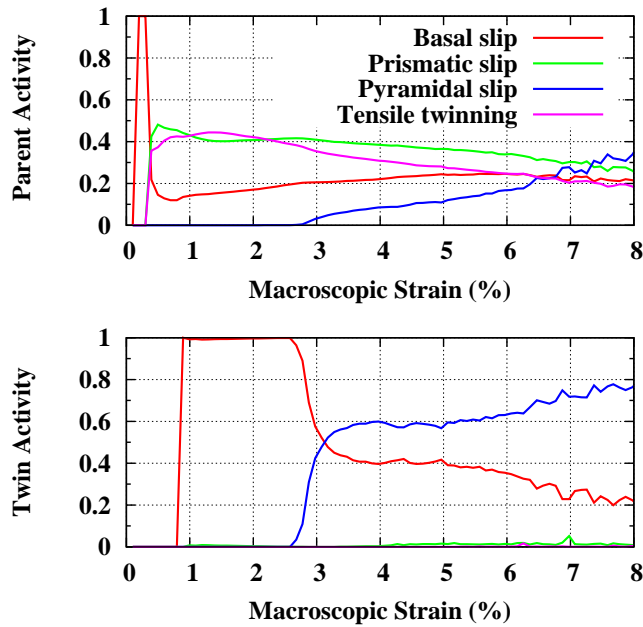 1
0.8
0.6
0.4
0.2
0
Parent Activity
Basal slip
Prismatic slip
Pyramidal slip
Tensile twinning
0 1 2 3 4 5 6 7 8
Macroscopic Strain (%)
1
0.8
0.6
0.4
0.2
0
Twin Activity
0 1 2 3 4 5 6 7 8
Macroscopic Strain (%)